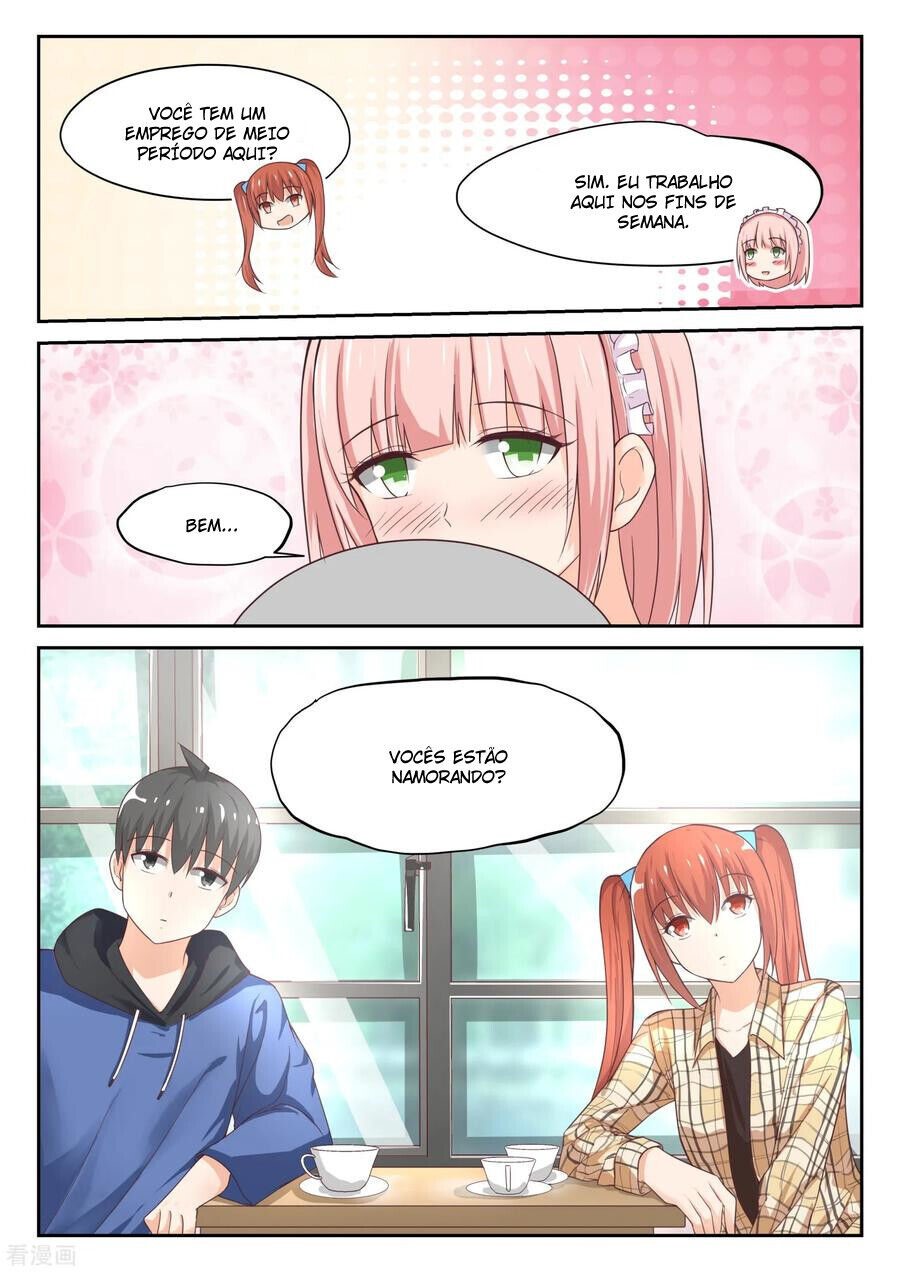 VOCÊ TEM UM
EMPREGO DE MEIO
PERÍODO AQUI?
SIM. EU TRABALHO
AQUI NOS FINS DE
SEMANA.
BEM...
VOCÊS ESTÃO
NAMORANDO?
看漫画